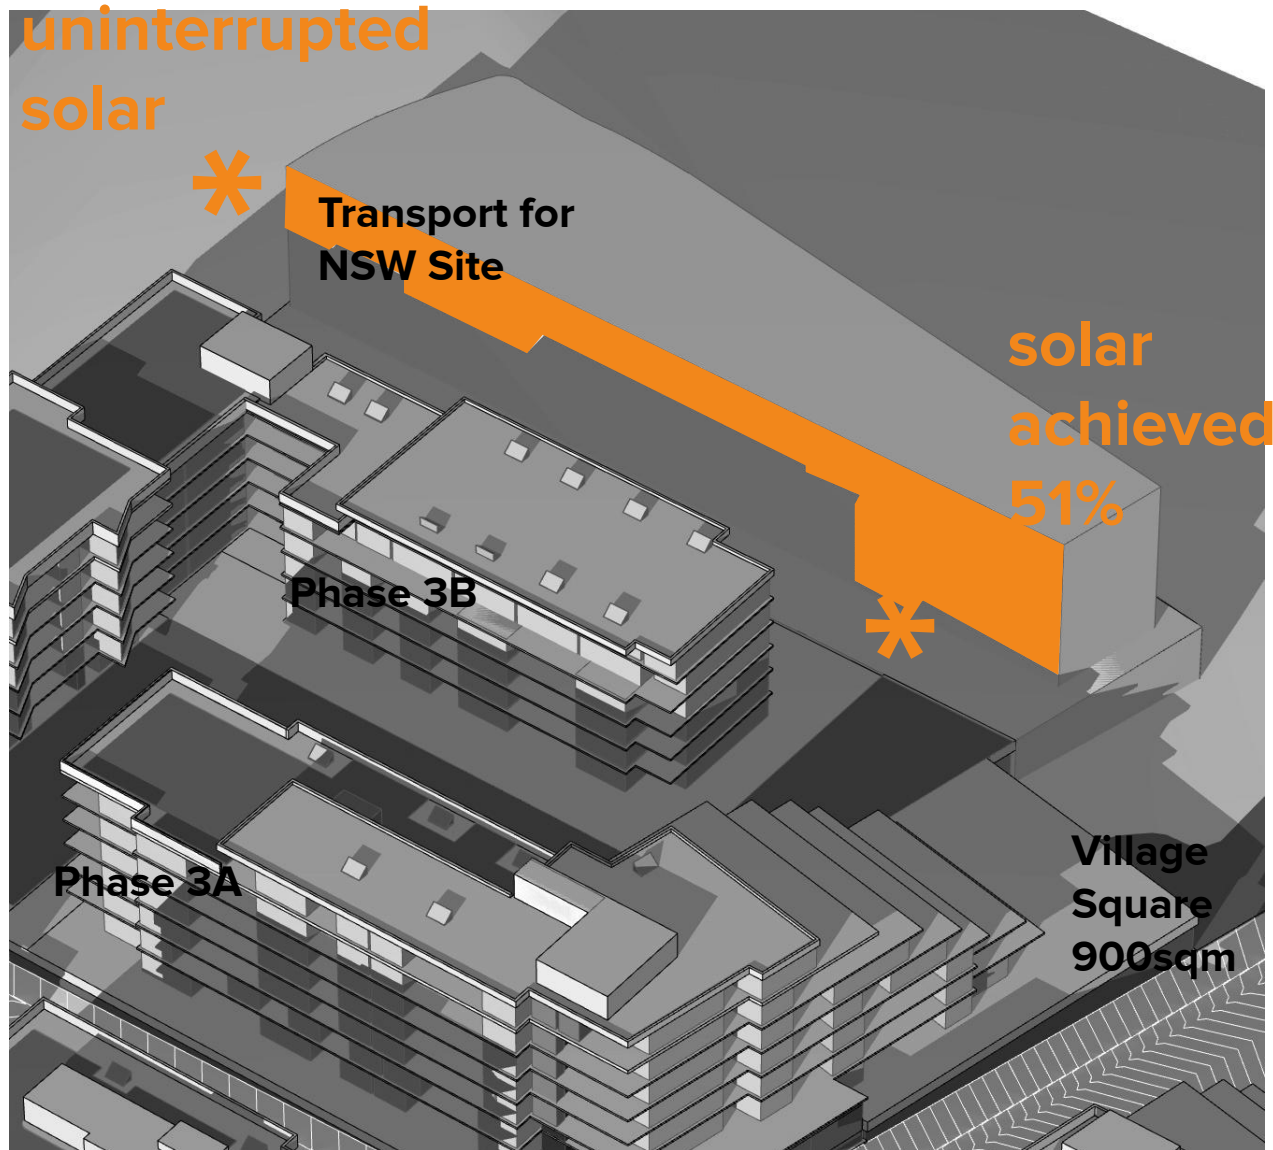 uninterrupted
solar
Transport for
NSW Site
solar
achieved
51%
Phase 3B
Phase 3A
Village
Square
900sqm